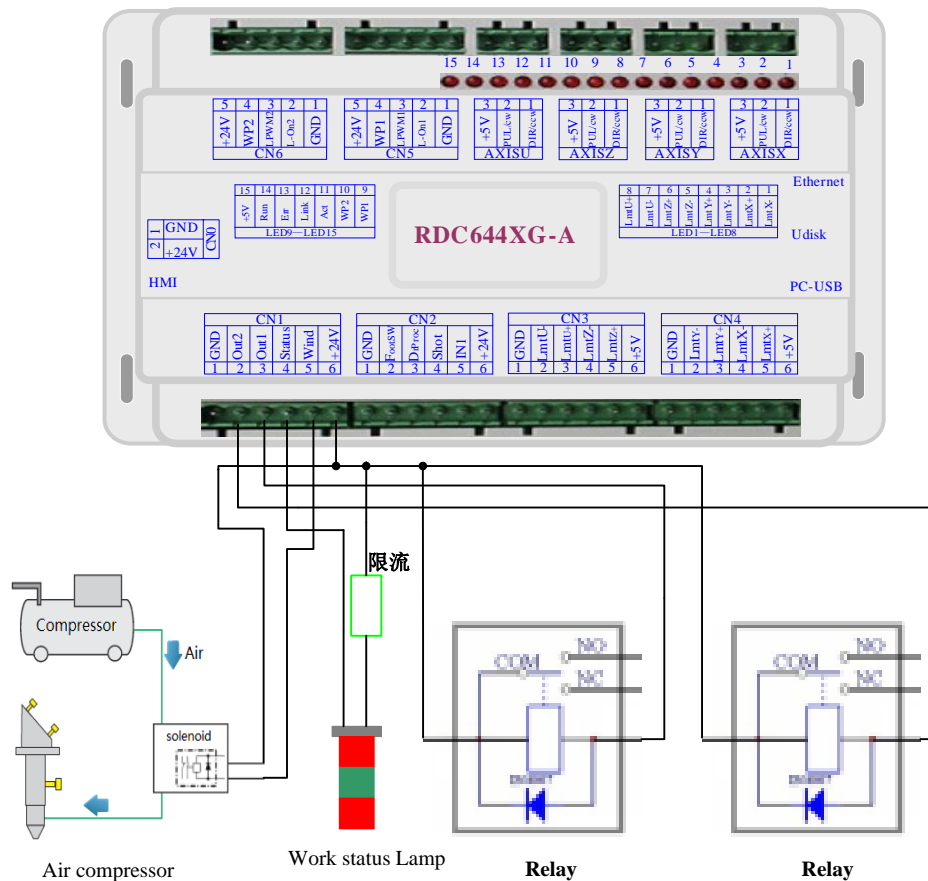 15 14 13 12 11 10 9 8 7 6 5 4 3 2 1
5 4 3 2 1
+24V WP2 LPWM2 L-On2 GND
CN6
5 4 3 2 1
+24V WP1 LPWM1 L-On1 GND
CN5
3 2 1
+5V PUL/cw DIR/ccw
AXISU
3 2 1
+5V PUL/cw DIR/ccw
AXISZ
3 2 1
+5V PUL/cw DIR/ccw
AXISY
3 2 1
+5V PUL/cw DIR/ccw
AXISX
Ethernet
15 14 13 12 11 10 9
+5V Run Err Link Act WP2 WP1
LED9—LED15
8 7 6 5 4 3 2 1
LmtU+ LmtU- LmtZ+ LmtZ- LmtY+ LmtY- LmtX+ LmtX-
LED1—LED8
1 GND
2 +24V
CN0
RDC644XG-A
Udisk
HMI
PC-USB
CN1
GND Out2 Out1 Status Wind +24V
1 2 3 4 5 6
CN2
GND FootSW DrProc Shot IN1 +24V
1 2 3 4 5 6
CN3
GND LmtU- LmtU+ LmtZ- LmtZ+ +5V
1 2 3 4 5 6
CN4
GND LmtY- LmtY+ LmtX- LmtX+ +5V
1 2 3 4 5 6
限流
Compressor
Air
solenoid
COM
NO
NC
COM
NO
NC
Air compressor
Work status Lamp
Relay
Relay